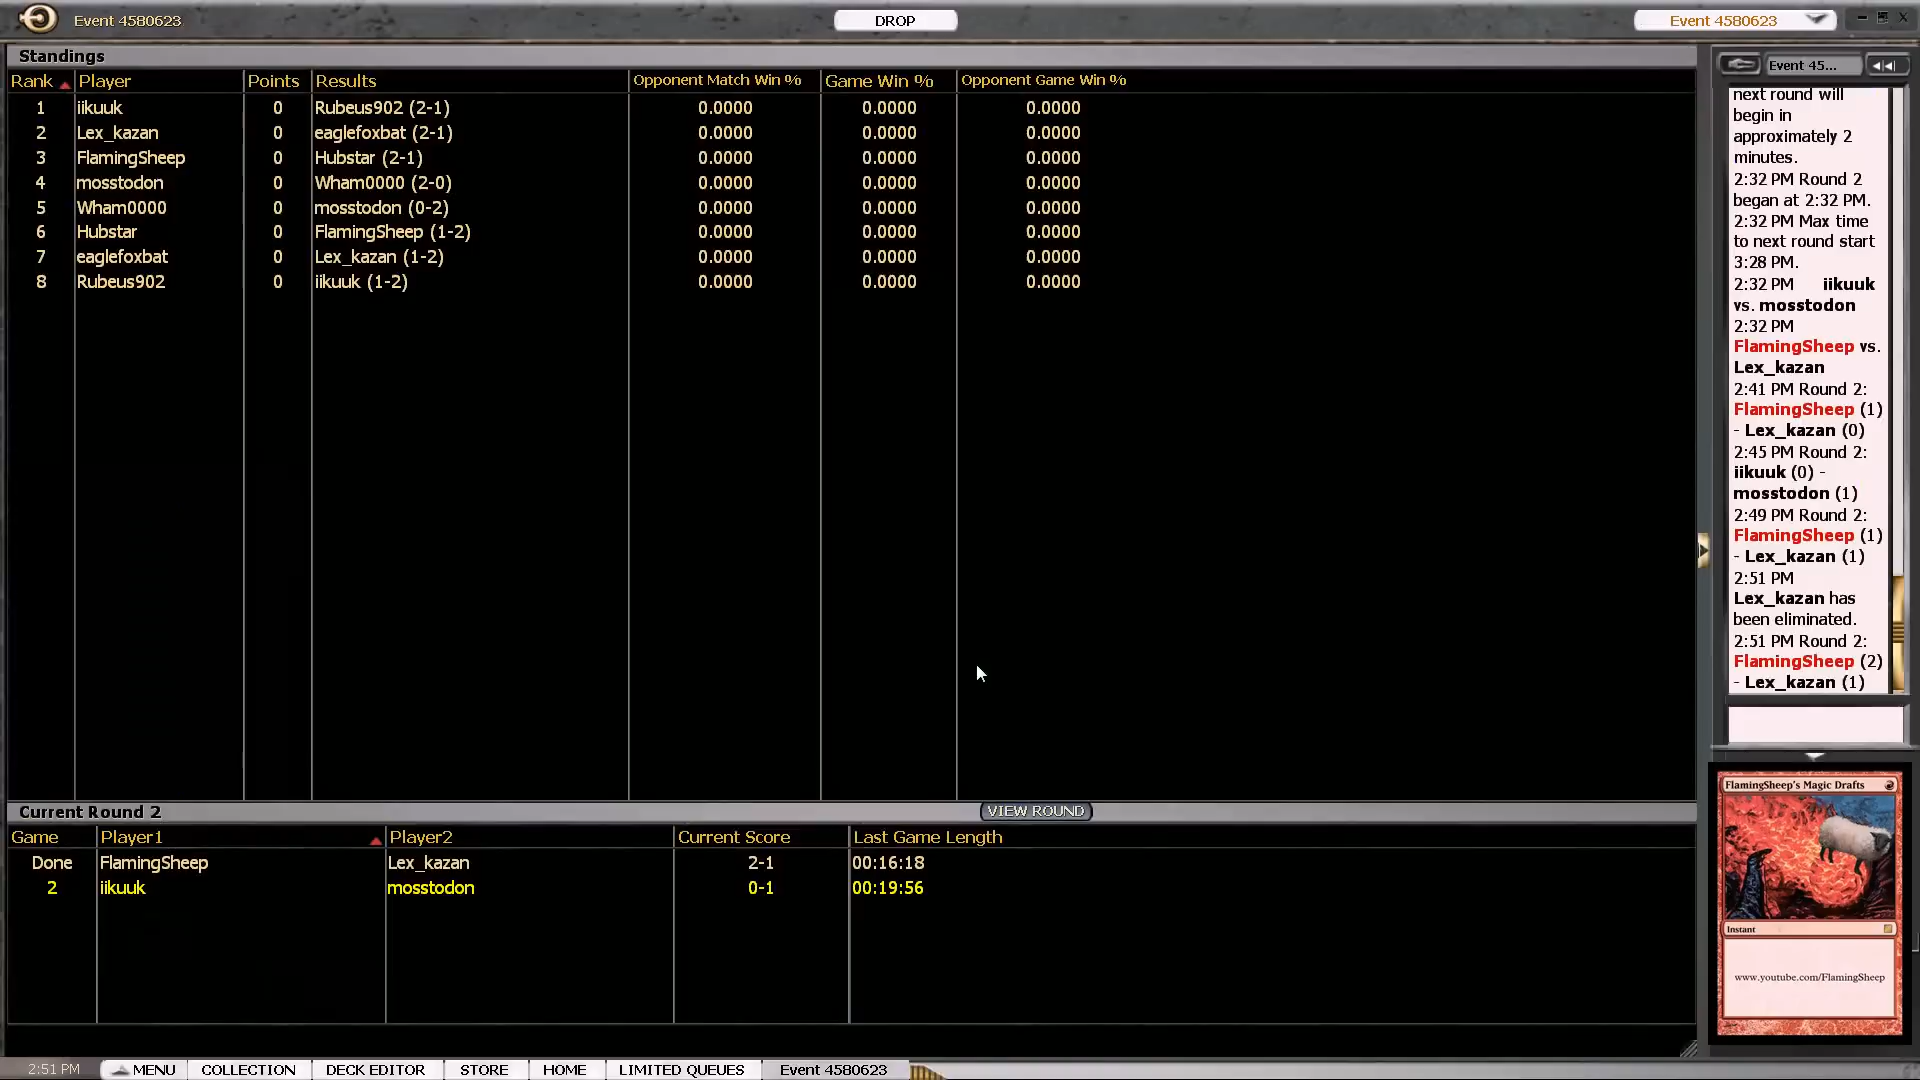 Event 4580623 DROP Event 4580623
Standings
Rank Player Points Results Opponent Match Win % Game Win % Opponent Game Win %
1 iikuuk 0 Rubeus902 (2-1) 0.0000 0.0000 0.0000
2 Lex_kazan 0 eaglefoxbat (2-1) 0.0000 0.0000 0.0000
3 FlamingSheep 0 Hubstar (2-1) 0.0000 0.0000 0.0000
4 mosstodon 0 Wham0000 (2-0) 0.0000 0.0000 0.0000
5 Wham0000 0 mosstodon (0-2) 0.0000 0.0000 0.0000
6 Hubstar 0 FlamingSheep (1-2) 0.0000 0.0000 0.0000
7 eaglefoxbat 0 Lex_kazan (1-2) 0.0000 0.0000 0.0000
8 Rubeus902 0 iikuuk (1-2) 0.0000 0.0000 0.0000
Current Round 2 VIEW ROUND
Game Player1 Player2 Current Score Last Game Length
Done FlamingSheep Lex_kazan 2-1 00:16:18
2 iikuuk mosstodon 0-1 00:19:56
Event 45...
next round will
begin in
approximately 2
minutes.
2:32 PM Round 2
began at 2:32 PM.
2:32 PM Max time
to next round start
3:28 PM.
2:32 PM iikuuk
vs. mosstodon
2:32 PM
FlamingSheep vs.
Lex_kazan
2:41 PM Round 2:
FlamingSheep (1)
- Lex_kazan (0)
2:45 PM Round 2:
iikuuk (0) -
mosstodon (1)
2:49 PM Round 2:
FlamingSheep (1)
- Lex_kazan (1)
2:51 PM
Lex_kazan has
been eliminated.
2:51 PM Round 2:
FlamingSheep (2)
- Lex_kazan (1)
FlamingSheep's Magic Drafts
Instant
www.youtube.com/FlamingSheep
2:51 PM MENU COLLECTION DECK EDITOR STORE HOME LIMITED QUEUES Event 4580623